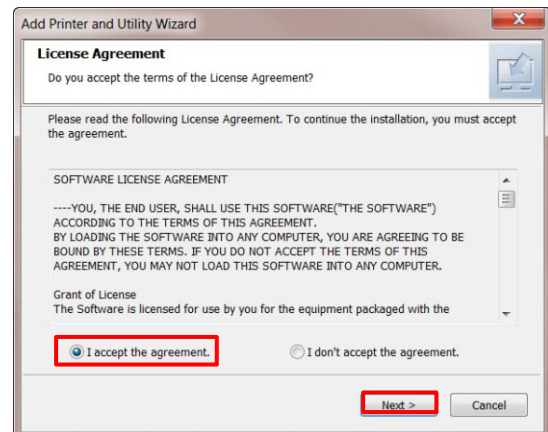 Add Printer and Utility Wizard
X
License Agreement
Do you accept the terms of the License Agreement?
Please read the following License Agreement. To continue the installation, you must accept
the agreement.
SOFTWARE LICENSE AGREEMENT
----YOU, THE END USER, SHALL USE THIS SOFTWARE("THE SOFTWARE")
ACCORDING TO THE TERMS OF THIS AGREEMENT.
BY LOADING THE SOFTWARE INTO ANY COMPUTER, YOU ARE AGREEING TO BE
BOUND BY THESE TERMS. IF YOU DO NOT ACCEPT THE TERMS OF THIS
AGREEMENT, YOU MAY NOT LOAD THIS SOFTWARE INTO ANY COMPUTER.
Grant of License
The Software is licensed for use by you for the equipment packaged with the
I accept the agreement. I don't accept the agreement.
Next > Cancel